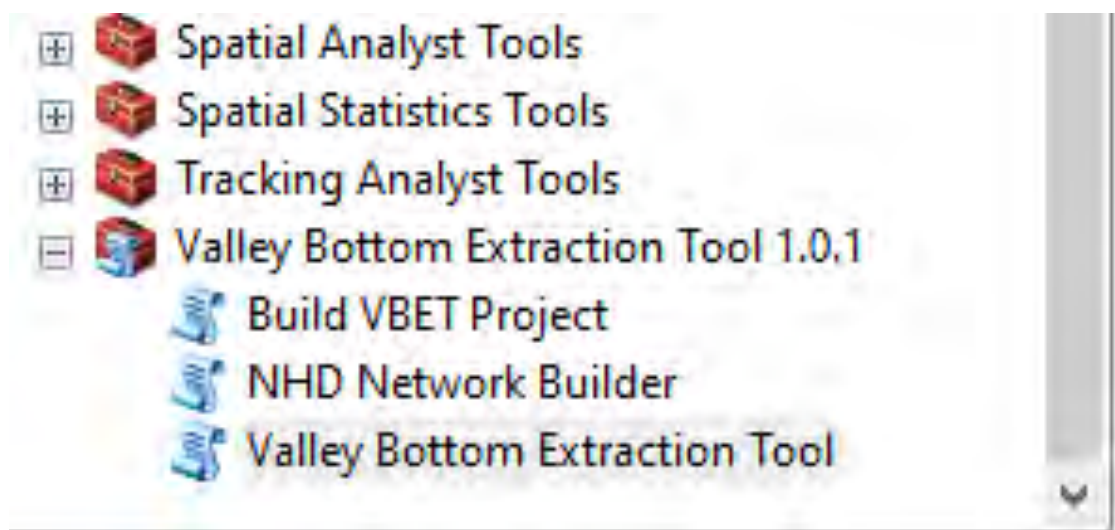 Spatial Analyst Tools
Spatial Statistics Tools
Tracking Analyst Tools
Valley Bottom Extraction Tool 1.0.1
Build VBET Project
NHD Network Builder
Valley Bottom Extraction Tool